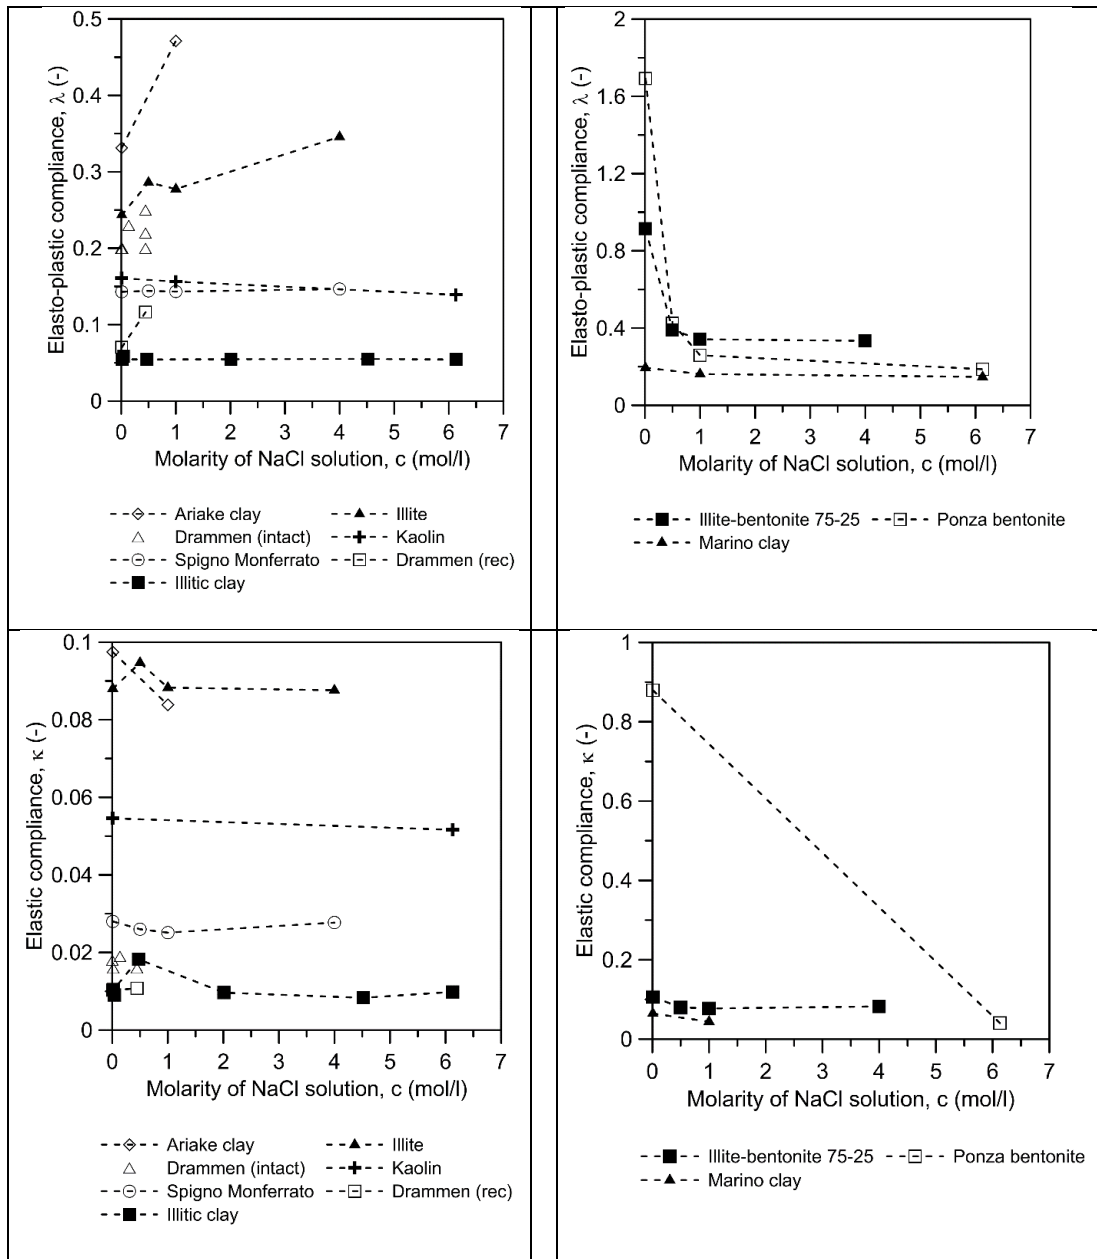 0.5
0.4
0.3
0.2
0.1
0
Elasto-plastic compliance, λ (-)
0 1 2 3 4 5 6 7
Molarity of NaCl solution, c (mol/l)
Ariake clay
Illite
Drammen (intact)
Kaolin
Spigno Monferrato
Drammen (rec)
Illitic clay
2
1.6
1.2
0.8
0.4
0
Elasto-plastic compliance, λ (-)
0 1 2 3 4 5 6 7
Molarity of NaCl solution, c (mol/l)
Illite-bentonite 75-25
Ponza bentonite
Marino clay
0.1
0.08
0.06
0.04
0.02
0
Elastic compliance, κ (-)
0 1 2 3 4 5 6 7
Molarity of NaCl solution, c (mol/l)
Ariake clay
Illite
Drammen (intact)
Kaolin
Spigno Monferrato
Drammen (rec)
Illitic clay
1
0.8
0.6
0.4
0.2
0
Elastic compliance, κ (-)
0 1 2 3 4 5 6 7
Molarity of NaCl solution, c (mol/l)
Illite-bentonite 75-25
Ponza bentonite
Marino clay